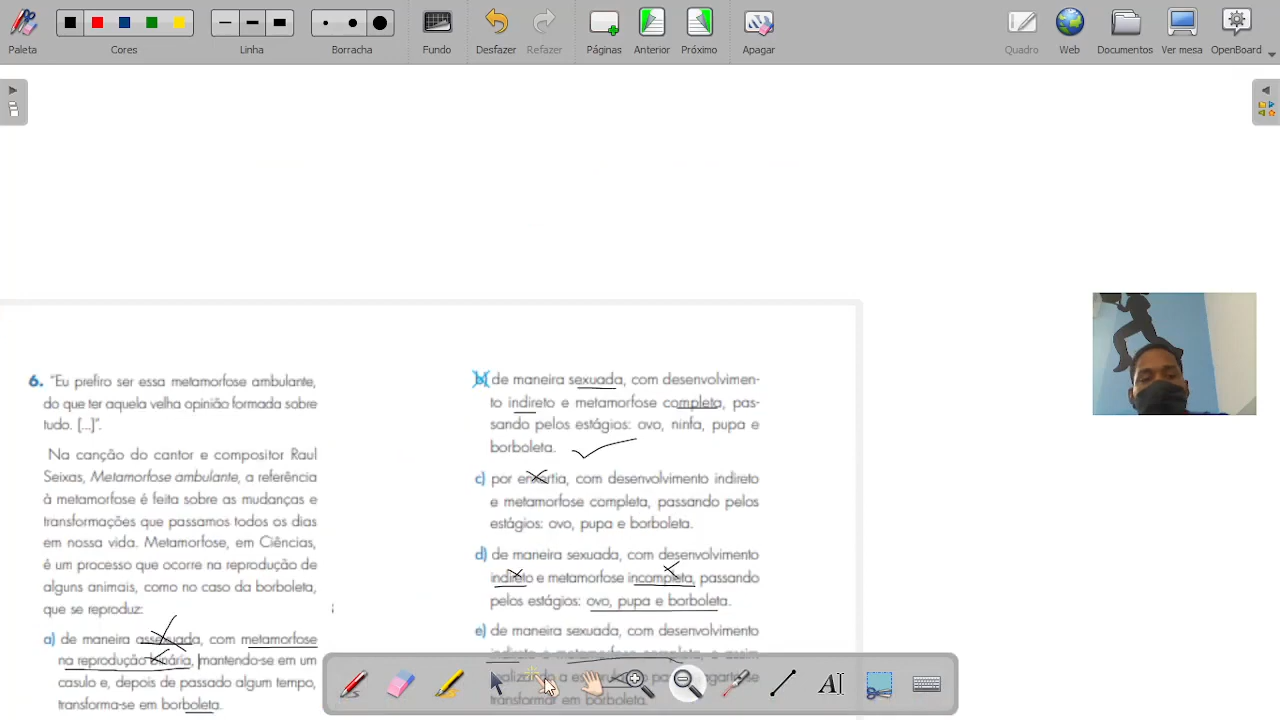 Paleta
Cores
Linha
Borracha
Fundo
Desfazer
Refazer
Páginas
Anterior
Próximo
Apagar
Quadro
Web
Documentos
Ver mesa
OpenBoard
6. "Eu prefiro ser essa metamorfose ambulante,
do que ter aquela velha opinião formada sobre
tudo. [...]".
Na canção do cantor e compositor Raul
Seixas, Metamorfose ambulante, a referência
à metamorfose é feita sobre as mudanças e
transformações que passamos todos os dias
em nossa vida. Metamorfose, em Ciências,
é um processo que ocorre na reprodução de
alguns animais, como no caso da borboleta,
que se reproduz:
a) de maneira assexuada, com metamorfose
na reprodução binária, mantendo-se em um
casulo e, depois de passado algum tempo,
transforma-se em borboleta.
b) de maneira sexuada, com desenvolvimen-
to indireto e metamorfose completa, pas-
sando pelos estágios: ovo, ninfa, pupa e
borboleta.
c) por enxertia, com desenvolvimento indireto
e metamorfose completa, passando pelos
estágios: ovo, pupa e borboleta.
d) de maneira sexuada, com desenvolvimento
indireto e metamorfose incompleta, passando
pelos estágios: ovo, pupa e borboleta.
e) de maneira sexuada, com desenvolvimento
indireto e metamorfose completa, e assim
transformar em borboleta.